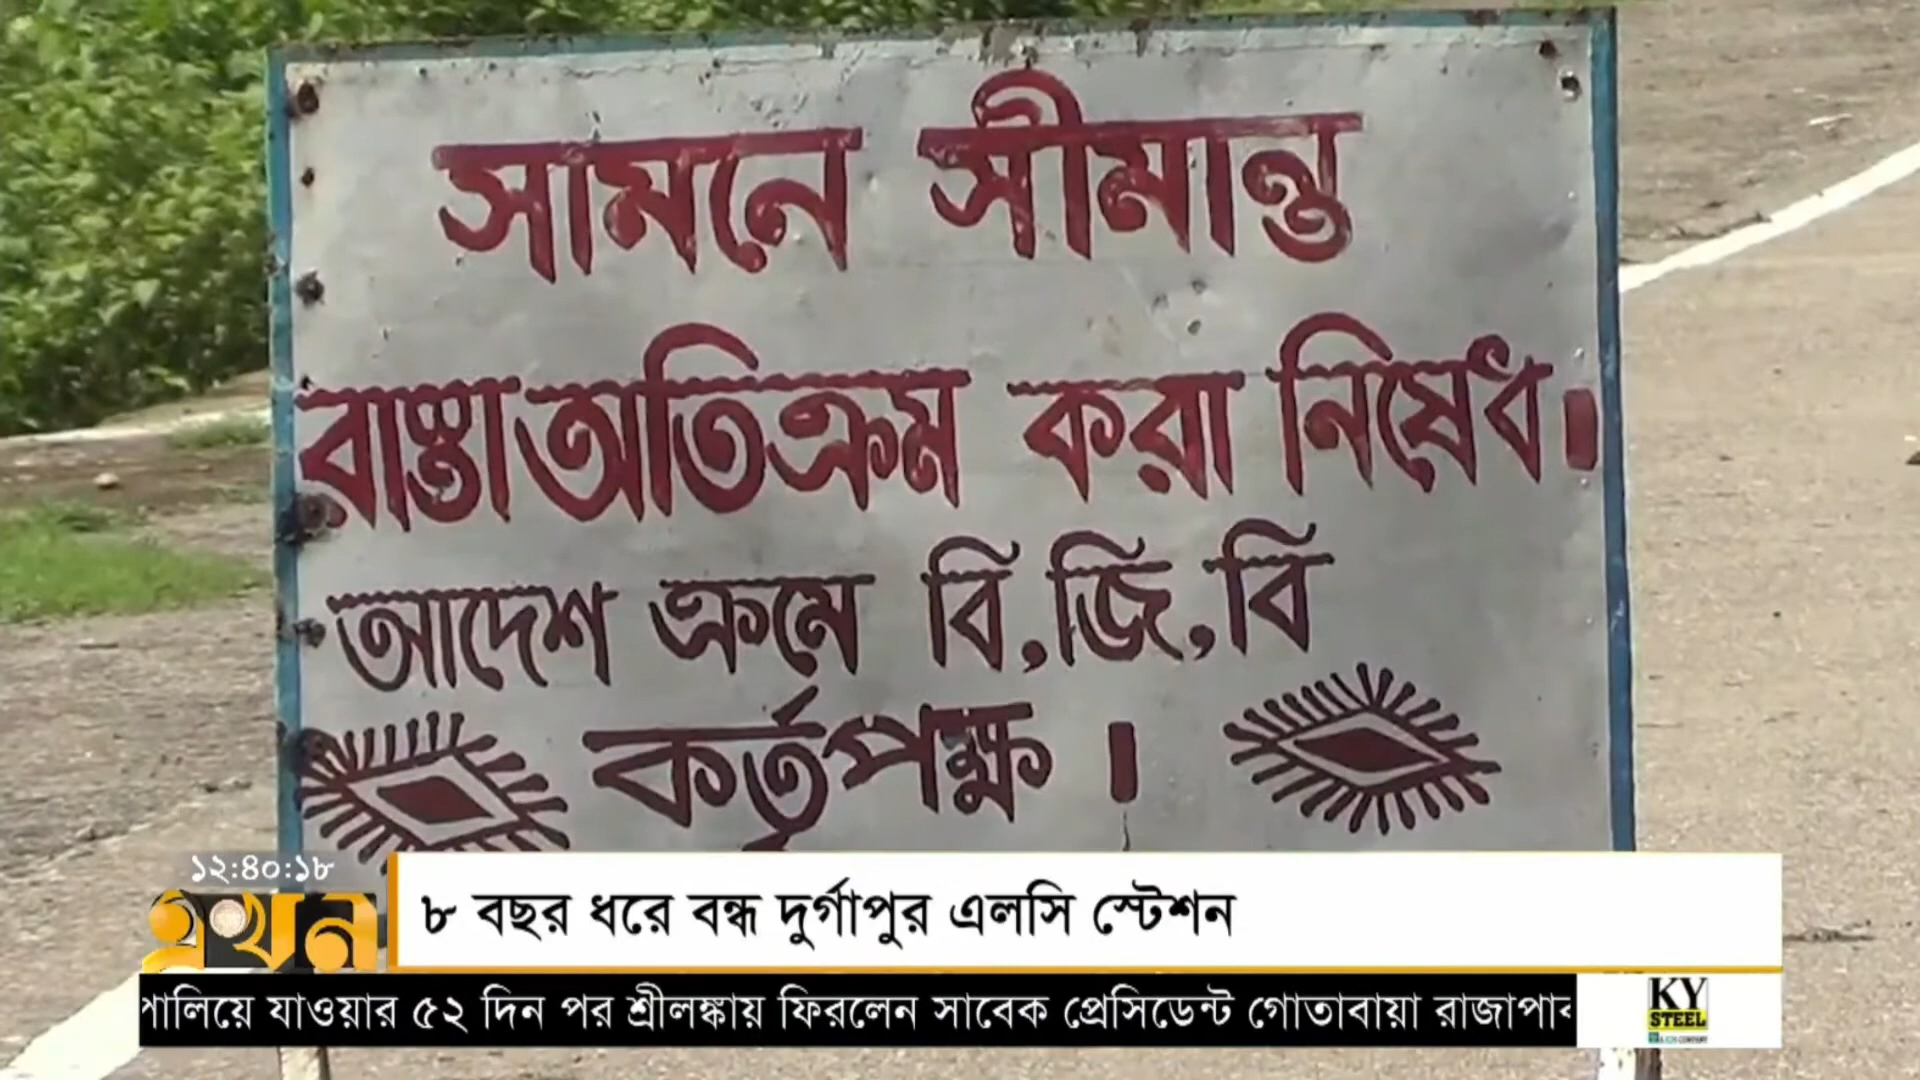 সামনে সীমান্ত
রাস্তা অতিক্রম করা নিষেধ।
আদেশ ক্রমে বি,জি,বি
কর্তৃপক্ষ।
১২:৪০:১৮
এখন
৮ বছর ধরে বন্ধ দুর্গাপুর এলসি স্টেশন
পালিয়ে যাওয়ার ৫২ দিন পর শ্রীলঙ্কায় ফিরলেন সাবেক প্রেসিডেন্ট গোতাবায়া
KY
STEEL